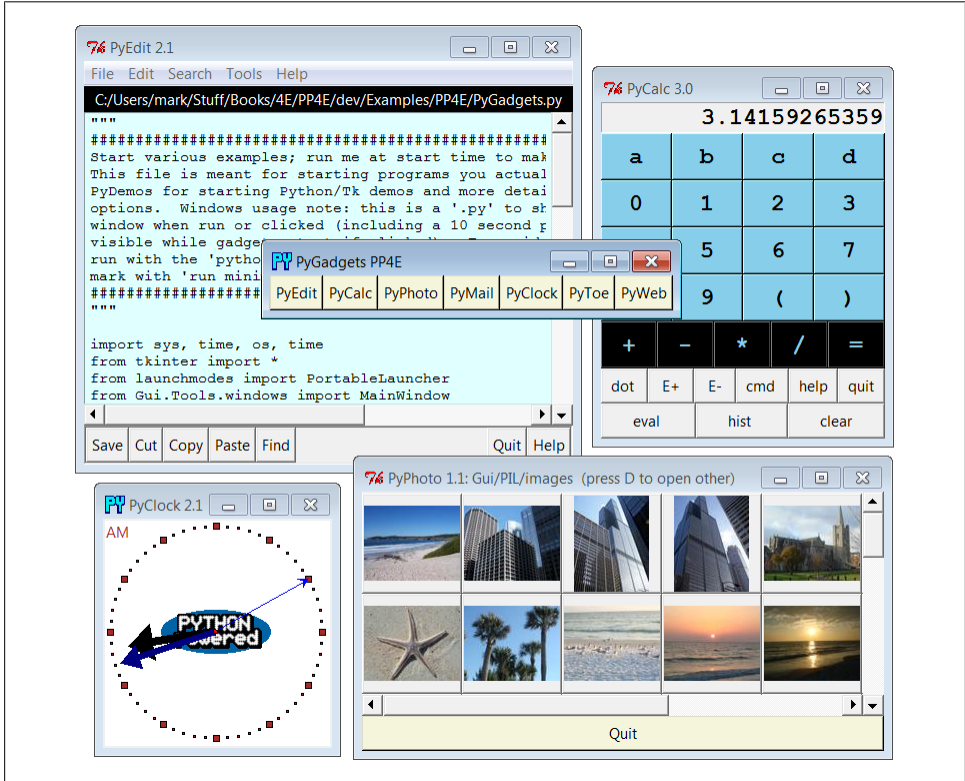 PyEdit 2.1
File Edit Search Tools Help
C:/Users/mark/Stuff/Books/4E/PP4E/dev/Examples/PP4E/PyGadgets.py
"""
##################################################
Start various examples; run me at start time to mak
This file is meant for starting programs you actual
PyDemos for starting Python/Tk demos and more detai
options. Windows usage note: this is a '.py' to sh
window when run or clicked (including a 10 second p
visible while gadge
run with the 'pytho
mark with 'run mini
###################
"""
import sys, time, os, time
from tkinter import *
from launchmodes import PortableLauncher
from Gui.Tools.windows import MainWindow
Save Cut Copy Paste Find Quit Help
PyCalc 3.0
3.14159265359
a b c d
0 1 2 3
5 6 7
9 ( )
+ - * / =
dot E+ E- cmd help quit
eval hist clear
PyGadgets PP4E
PyEdit PyCalc PyPhoto PyMail PyClock PyToe PyWeb
PyClock 2.1
AM
PYTHON
Powered
PyPhoto 1.1: Gui/PIL/images (press D to open other)
Quit